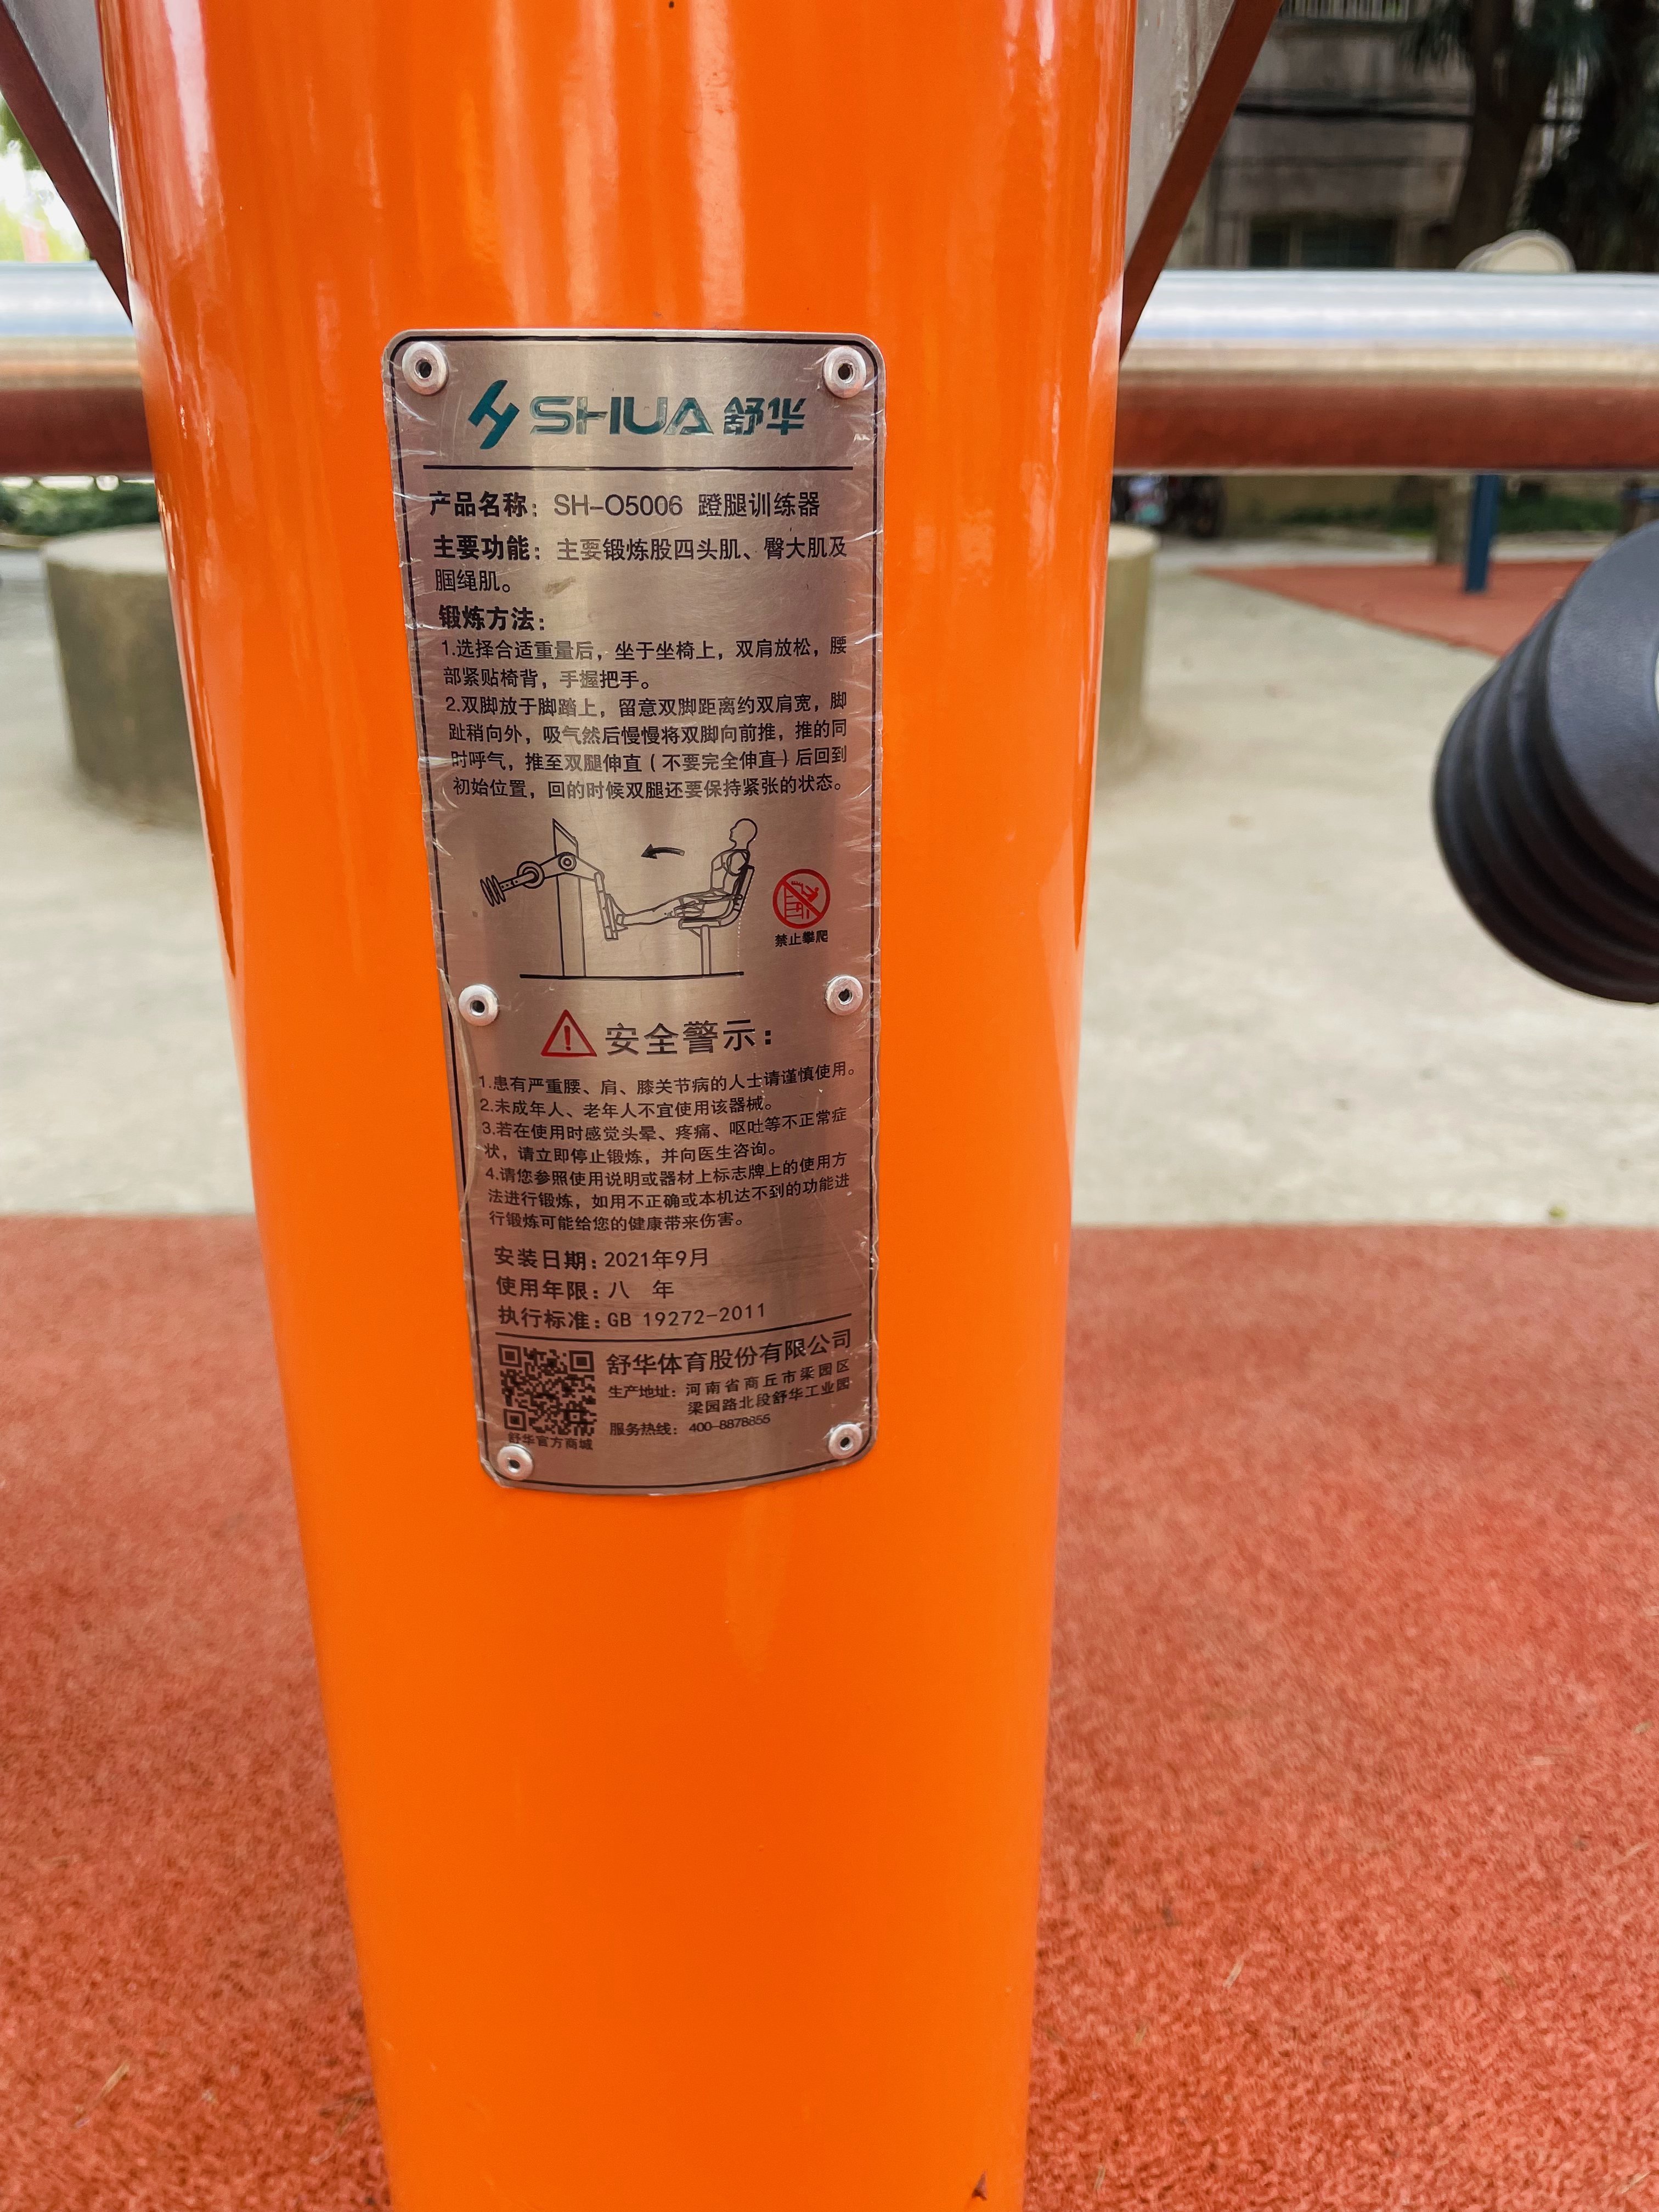 SHUA 舒华
产品名称：SH-O5006 蹬腿训练器
主要功能：主要锻炼股四头肌、臀大肌及
腘绳肌。
锻炼方法：
1.选择合适重量后，坐于坐椅上，双肩放松，腰
部紧贴椅背，手握把手。
2.双脚放于脚踏上，留意双脚距离约双肩宽，脚
趾稍向外，吸气然后慢慢将双脚向前推，推的同
时呼气，推至双腿伸直（不要完全伸直）后回到
初始位置，回的时候双腿还要保持紧张的状态。
禁止攀爬
安全警示：
1.患有严重腰、肩、膝关节病的人士请谨慎使用。
2.未成年人、老年人不宜使用该器械。
3.若在使用时感觉头晕、疼痛、呕吐等不正常症
状，请立即停止锻炼，并向医生咨询。
4.请您参照使用说明或器材上标志牌上的使用方
法进行锻炼，如用不正确或本机达不到的功能进
行锻炼可能给您的健康带来伤害。
安装日期：2021年9月
使用年限：八 年
执行标准：GB 19272-2011
舒华体育股份有限公司
生产地址：河南省商丘市梁园区
梁园路北段舒华工业园
服务热线：400-8878855
舒华官方商城